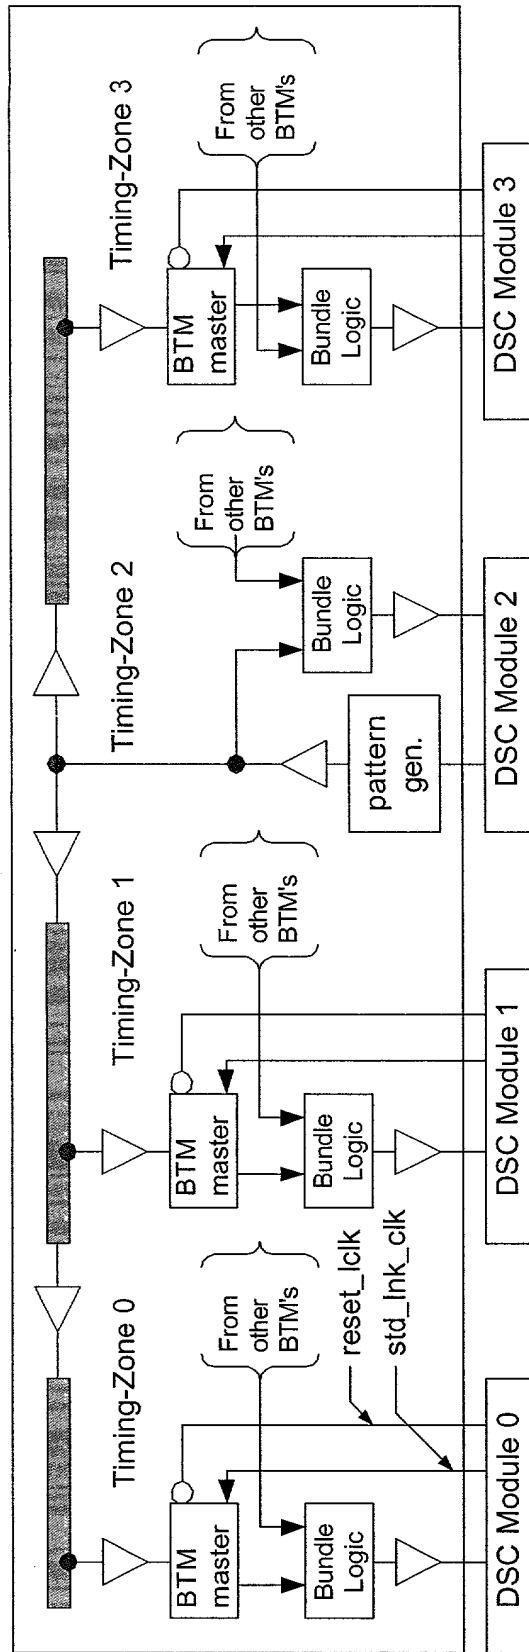 Timing-Zone 0
BTM
master
From
other
BTM's
Bundle
Logic
reset_lclk
std_lnk_clk
DSC Module 0
Timing-Zone 1
BTM
master
From
other
BTM's
Bundle
Logic
DSC Module 1
Timing-Zone 2
pattern
gen.
From
other
BTM's
Bundle
Logic
DSC Module 2
Timing-Zone 3
BTM
master
From
other
BTM's
Bundle
Logic
DSC Module 3